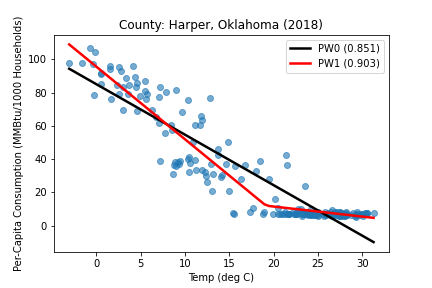 County: Harper, Oklahoma (2018)
Per-Capita Consumption (MMBtu/1000 Households)
100
80
60
40
20
0
PW0 (0.851)
PW1 (0.903)
0 5 10 15 20 25 30
Temp (deg C)